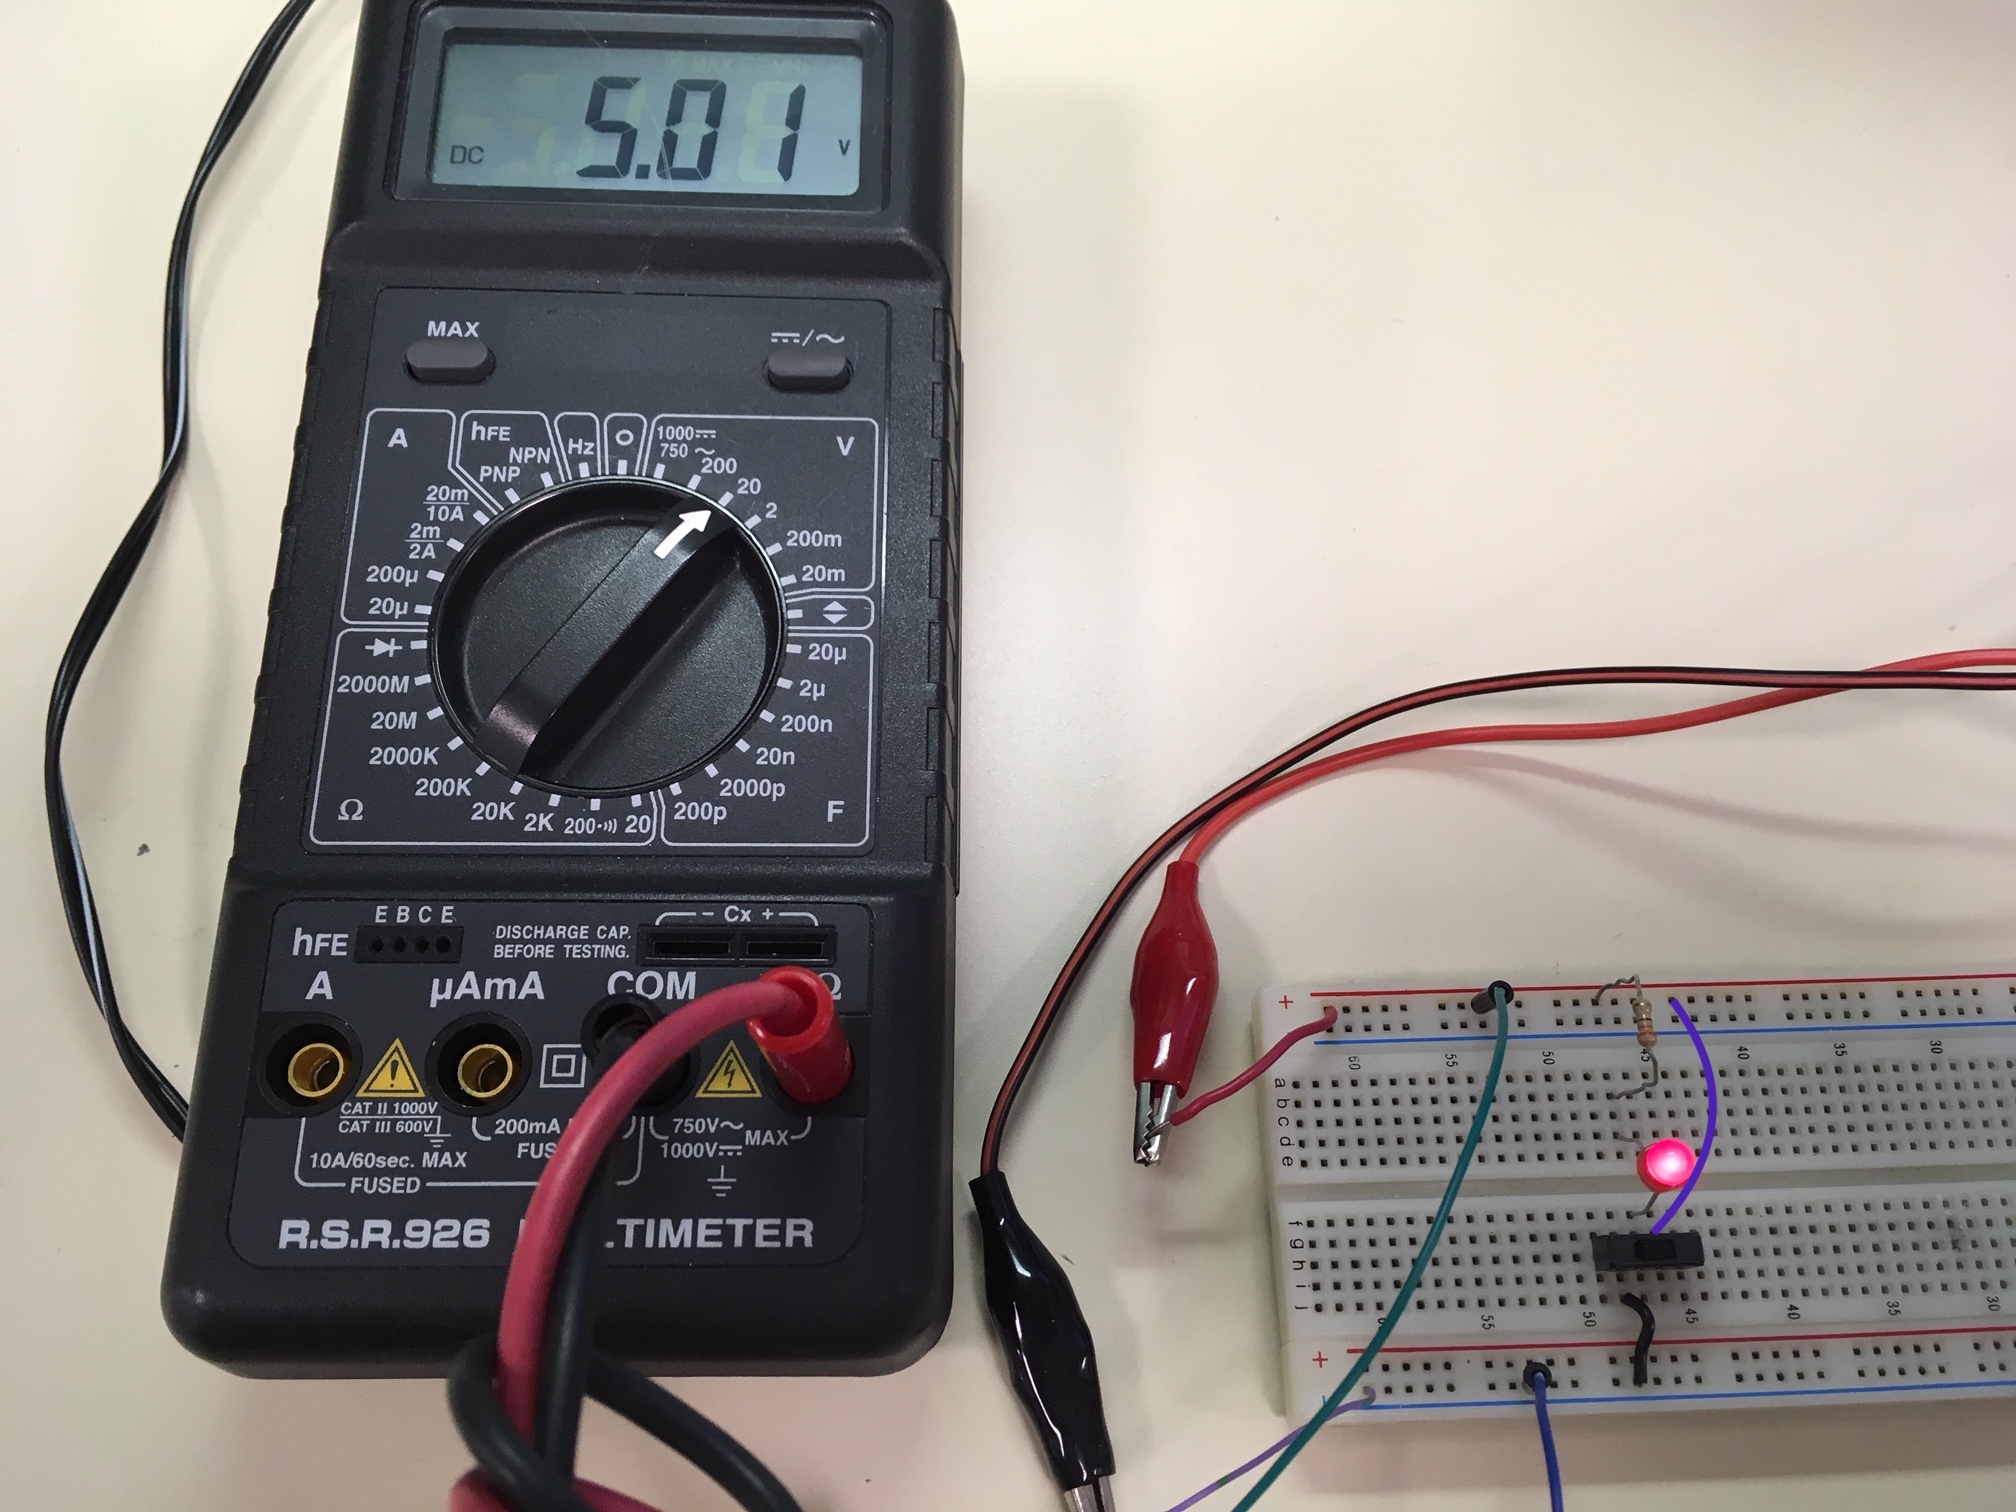 DC 5.01 V
MAX ⎓/~
A
hFE
NPN
PNP
Hz
O
1000⎓
750 ~
V
200
20
2
200m
20m
20m
10A
2m
2A
200µ
20µ
2000M
20M
2000K
200K
20K
2K
200
20
Ω
20µ
2µ
200n
20n
2000p
200p
F
E B C E
hFE
DISCHARGE CAP.
BEFORE TESTING.
- Cx +
A µAmA COM Ω
CAT II 1000V
CAT III 600V
10A/60sec. MAX
FUSED
200mA
750V~
1000V⎓
MAX
R.S.R.926
+
60 55 50 45 40 35 30
a
b
c
d
e
f
g
h
i
j
55 50 45 40 35 30
+